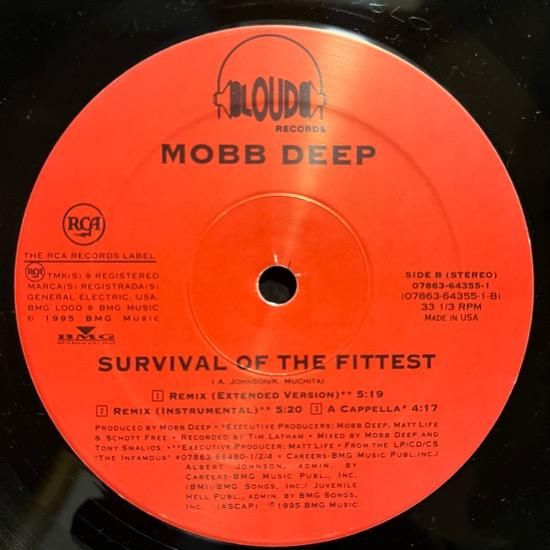 LOUD
RECORDS
MOBB DEEP
RCA
THE RCA RECORDS LABEL
RCA TMK(S) ® REGISTERED
MARCA(S) REGISTRADA(S)
GENERAL ELECTRIC, USA.
BMG LOGO ® BMG MUSIC
© 1995 BMG MUSIC
BMG
SIDE B (STEREO)
07863-64355-1
(07863-64355-1-B)
33 1/3 RPM
MADE IN USA
SURVIVAL OF THE FITTEST
(A. JOHNSON/K. MUCHITA)
1 REMIX (EXTENDED VERSION)** 5:19
2 REMIX (INSTRUMENTAL)** 5:20 3 A CAPPELLA* 4:17
PRODUCED BY MOBB DEEP • *EXECUTIVE PRODUCERS: MOBB DEEP, MATT LIFE
& SCHOTT FREE • RECORDED BY TIM LATHAM • MIXED BY MOBB DEEP AND
TONY SMALIOS • **EXECUTIVE PRODUCER: MATT LIFE • FROM THE LP/CD/CS
"THE INFAMOUS" #07863-66480-1/2/4 • CAREERS-BMG MUSIC PUBL.INC./
ALBERT JOHNSON, ADMIN. BY
CAREERS-BMG MUSIC PUBL., INC.
(BMI)/BMG SONGS, INC./ JUVENILE
HELL PUBL., ADMIN. BY BMG SONGS,
INC. (ASCAP) ℗ 1995 BMG MUSIC